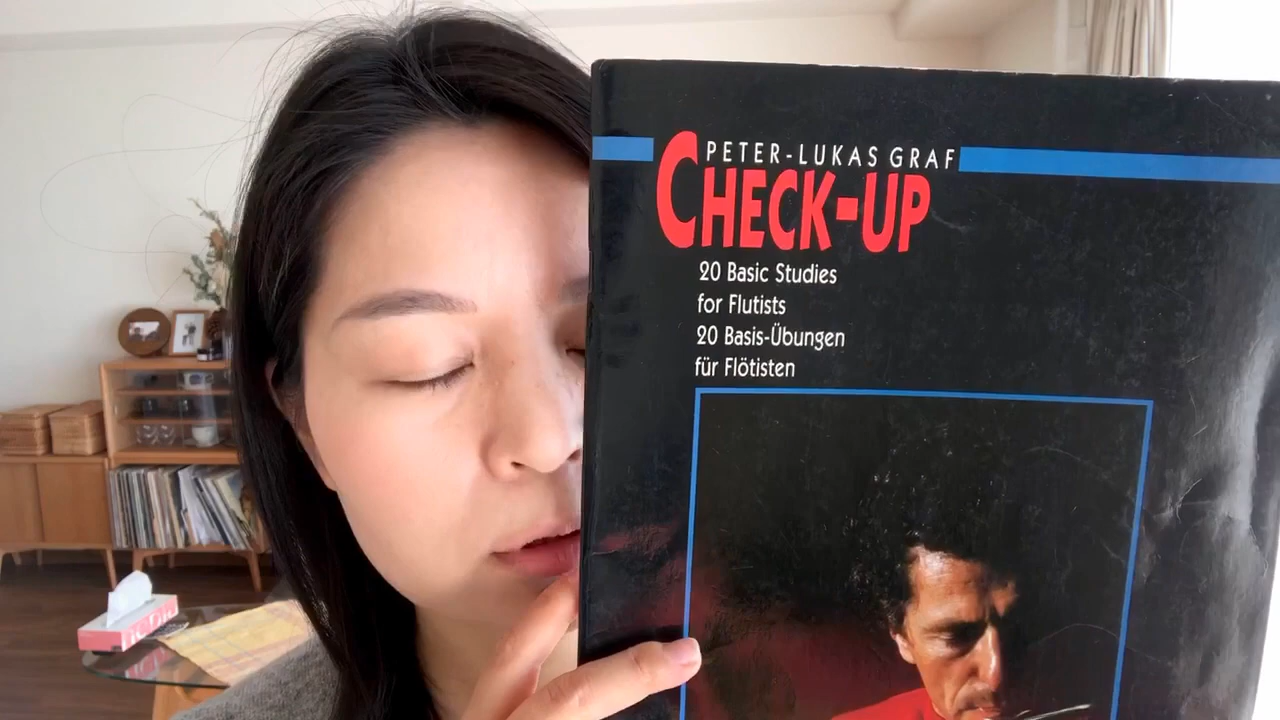 PETER-LUKAS GRAF
CHECK-UP
20 Basic Studies
for Flutists
20 Basis-Übungen
für Flötisten